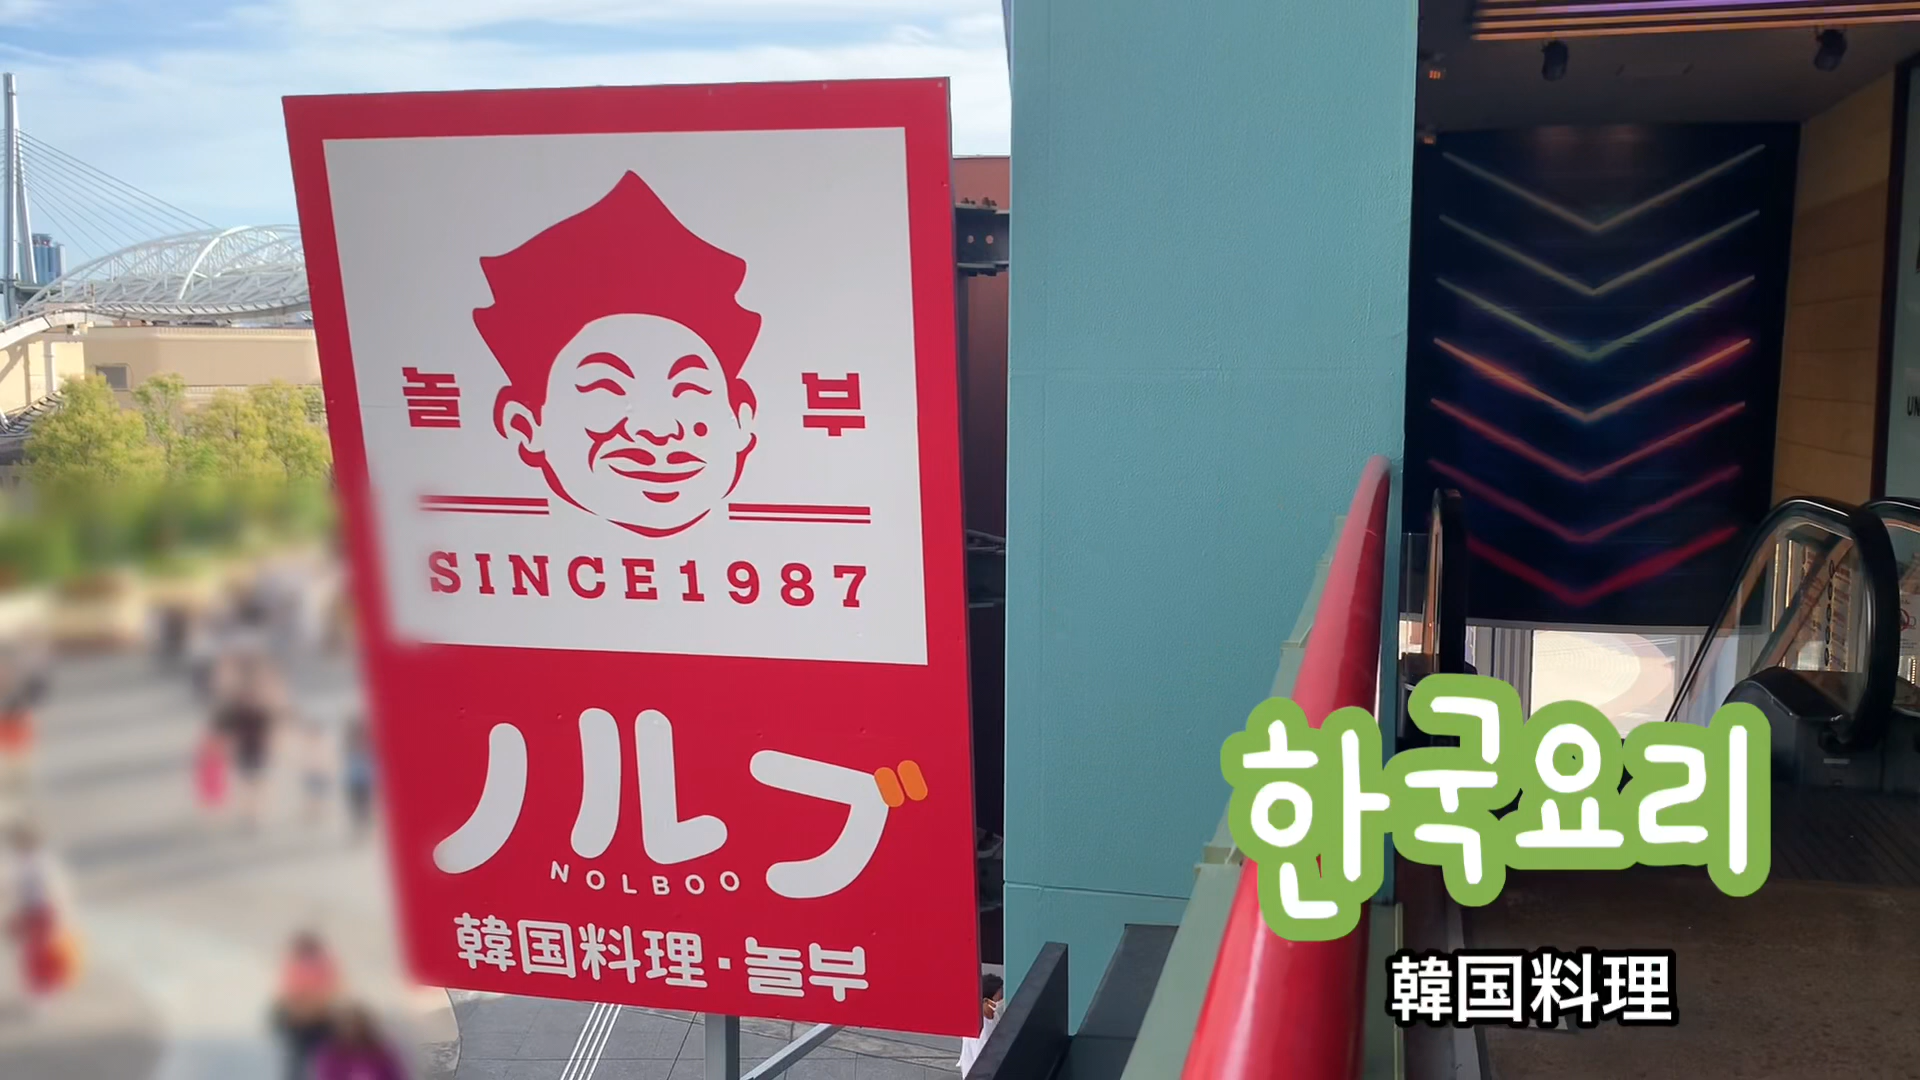 놀부
SINCE1987
ノルブ
NOLBOO
韓国料理・놀부
한국요리
韓国料理